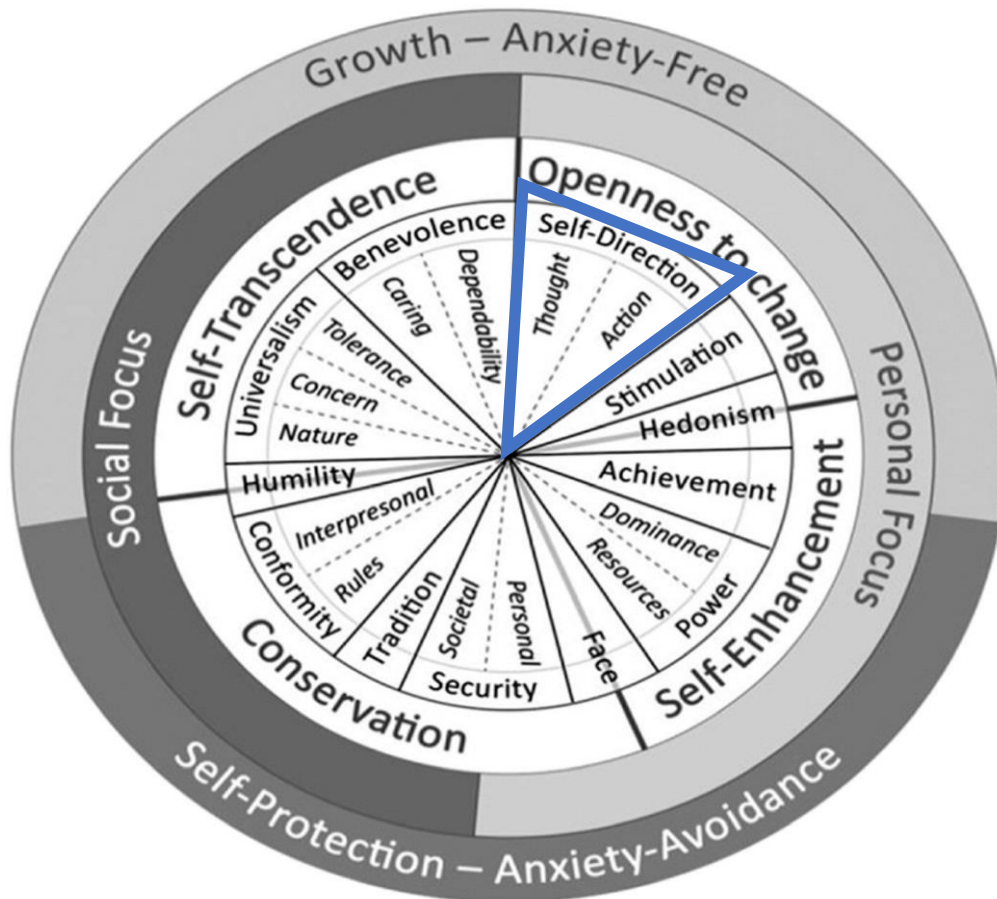 Growth – Anxiety-Free
Personal Focus
Self-Protection – Anxiety-Avoidance
Social Focus
Self-Transcendence
Openness to change
Self-Enhancement
Conservation
Benevolence
Self-Direction
Stimulation
Hedonism
Achievement
Power
Face
Security
Tradition
Conformity
Humility
Universalism
Caring
Dependability
Thought
Action
Dominance
Resources
Personal
Societal
Rules
Interpresonal
Nature
Concern
Tolerance